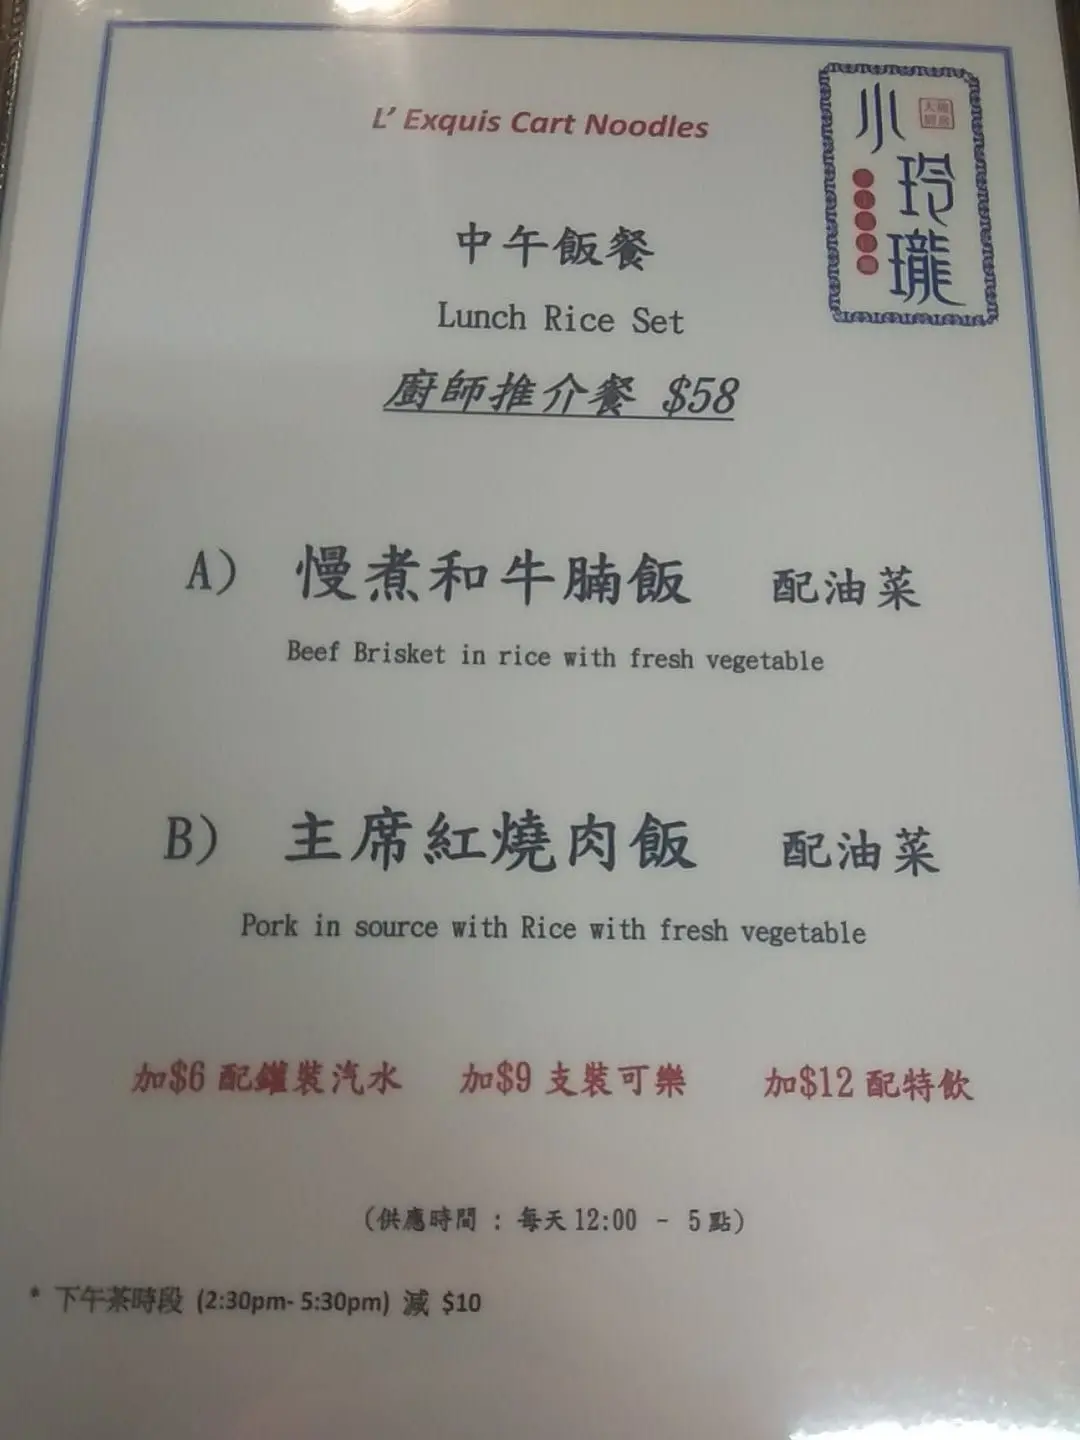 L' Exquis Cart Noodles
小
玲
瓏
中午飯餐
Lunch Rice Set
廚師推介餐 $58
A) 慢煮和牛腩飯 配油菜
Beef Brisket in rice with fresh vegetable
B) 主席紅燒肉飯 配油菜
Pork in source with Rice with fresh vegetable
加$6 配罐裝汽水 加$9 支裝可樂 加$12 配特飲
(供應時間 : 每天12:00 - 5點)
* 下午茶時段 (2:30pm- 5:30pm) 減 $10